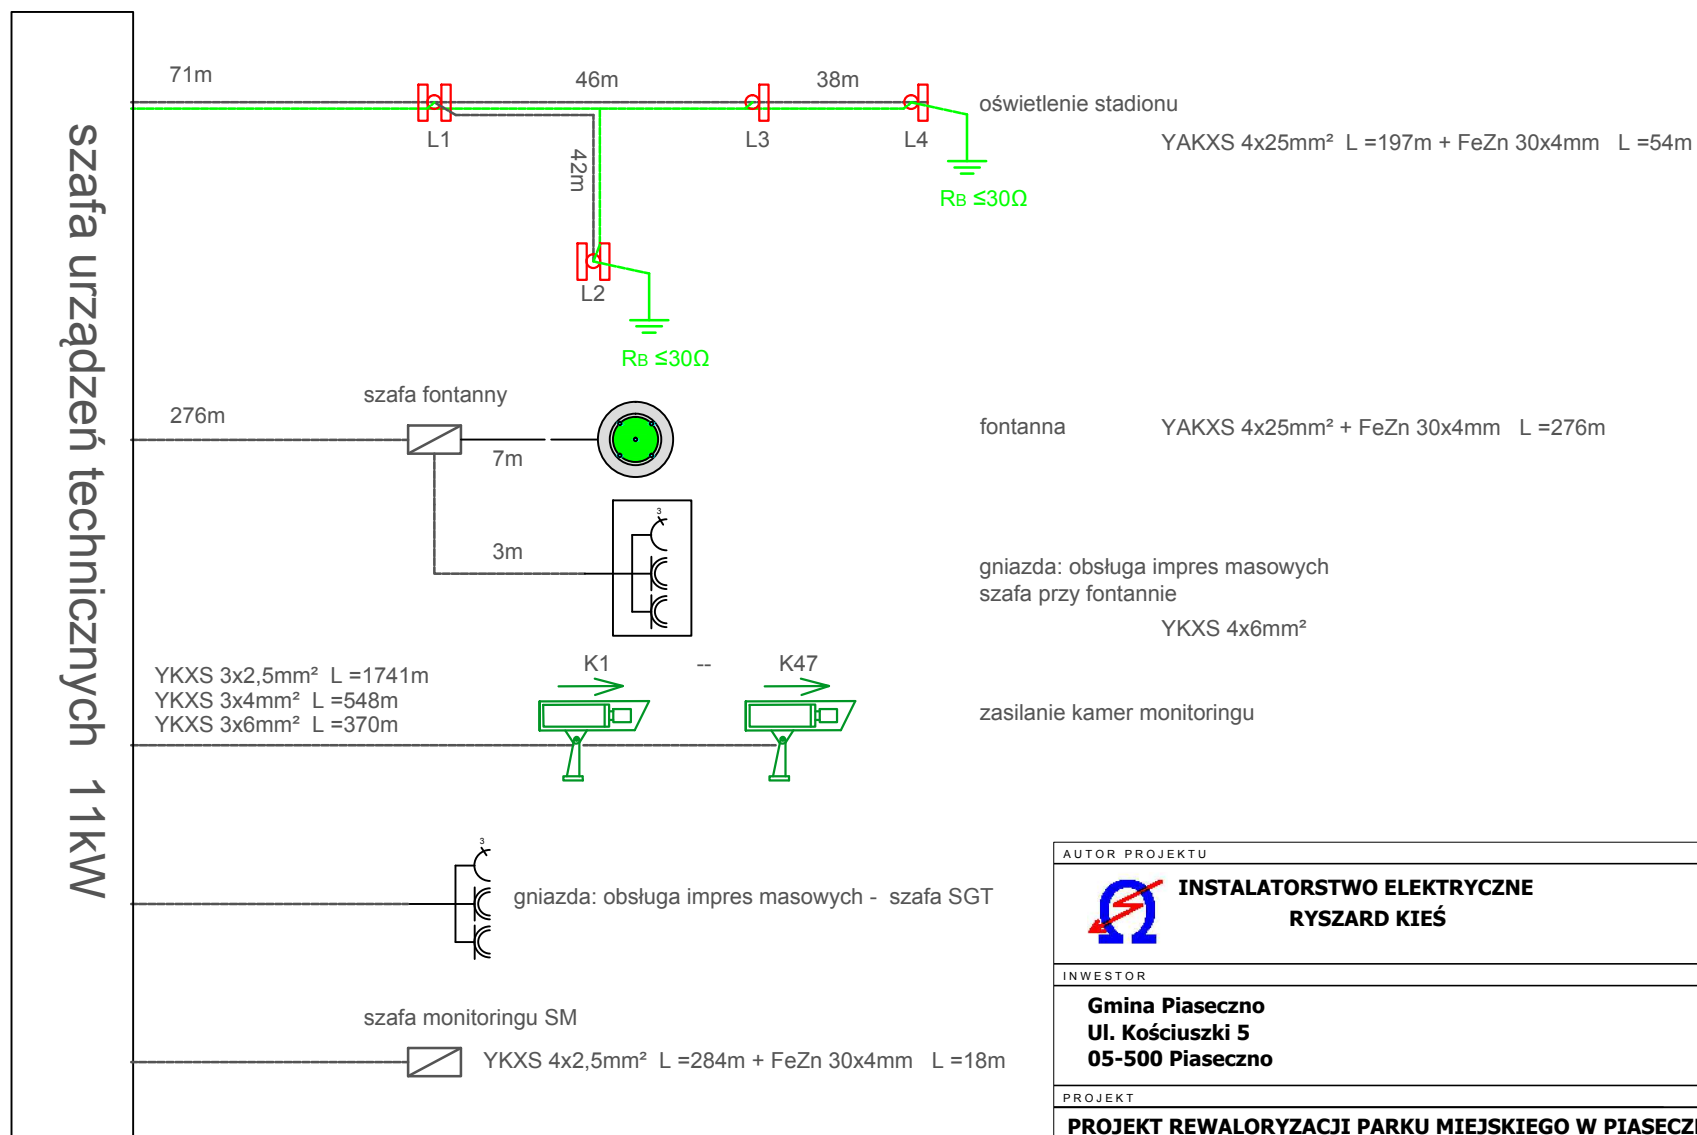 szafa urządzeń technicznych 11kW
71m
46m
38m
L1
L3
L4
oświetlenie stadionu
YAKXS 4x25mm² L =197m + FeZn 30x4mm L =54m
42m
RB ≤30Ω
L2
RB ≤30Ω
szafa fontanny
276m
7m
fontanna
YAKXS 4x25mm² + FeZn 30x4mm L =276m
3
3m
gniazda: obsługa impres masowych
szafa przy fontannie
YKXS 4x6mm²
YKXS 3x2,5mm² L =1741m
YKXS 3x4mm² L =548m
YKXS 3x6mm² L =370m
K1 -- K47
zasilanie kamer monitoringu
3
gniazda: obsługa impres masowych - szafa SGT
szafa monitoringu SM
YKXS 4x2,5mm² L =284m + FeZn 30x4mm L =18m
AUTOR PROJEKTU
INSTALATORSTWO ELEKTRYCZNE
RYSZARD KIEŚ
INWESTOR
Gmina Piaseczno
Ul. Kościuszki 5
05-500 Piaseczno
PROJEKT
PROJEKT REWALORYZACJI PARKU MIEJSKIEGO W